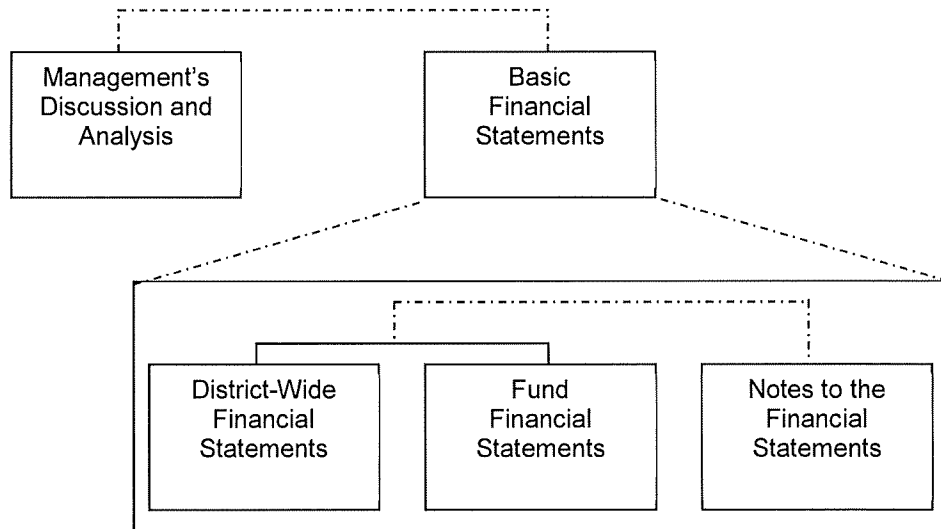 Management's
Discussion and
Analysis
Basic
Financial
Statements
District-Wide
Financial
Statements
Fund
Financial
Statements
Notes to the
Financial
Statements